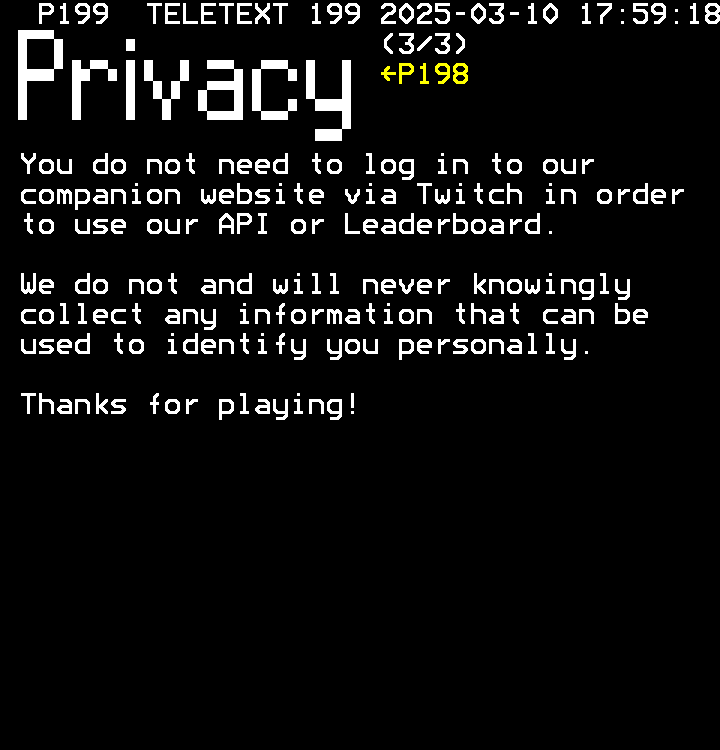 P199 TELETEXT 199 2025-03-10 17:59:18
Privacy
(3/3)
←P198
You do not need to log in to our
companion website via Twitch in order
to use our API or Leaderboard.
We do not and will never knowingly
collect any information that can be
used to identify you personally.
Thanks for playing!